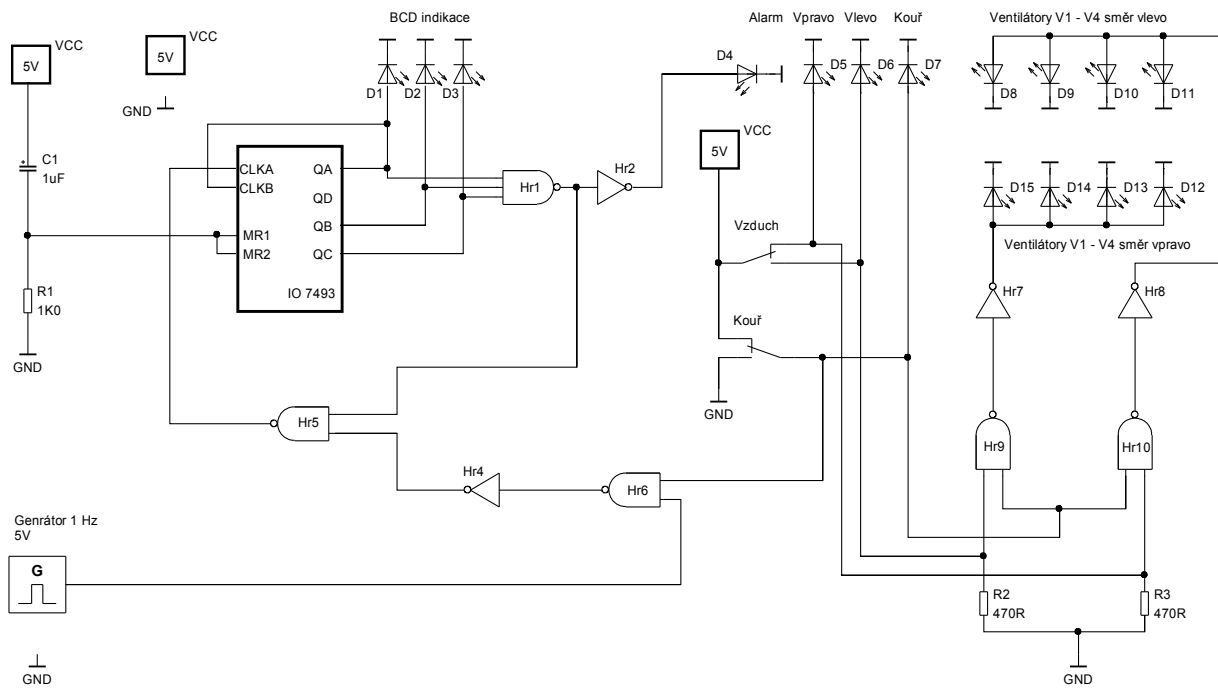 BCD indikace
Alarm Vpravo Vlevo Kouř
Ventilátory V1 - V4 směr vlevo
VCC
5V
VCC
5V
GND
D1
D2
D3
D4
D5
D6
D7
D8
D9
D10
D11
C1
1uF
CLKA
CLKB
MR1
MR2
QA
QD
QB
QC
IO 7493
Hr1
Hr2
VCC
5V
D15
D14
D13
D12
Ventilátory V1 - V4 směr vpravo
Vzduch
R1
1K0
GND
Kouř
GND
Hr7
Hr8
Hr5
Hr4
Hr6
Hr9
Hr10
Genrátor 1 Hz
5V
G
GND
R2
470R
R3
470R
GND